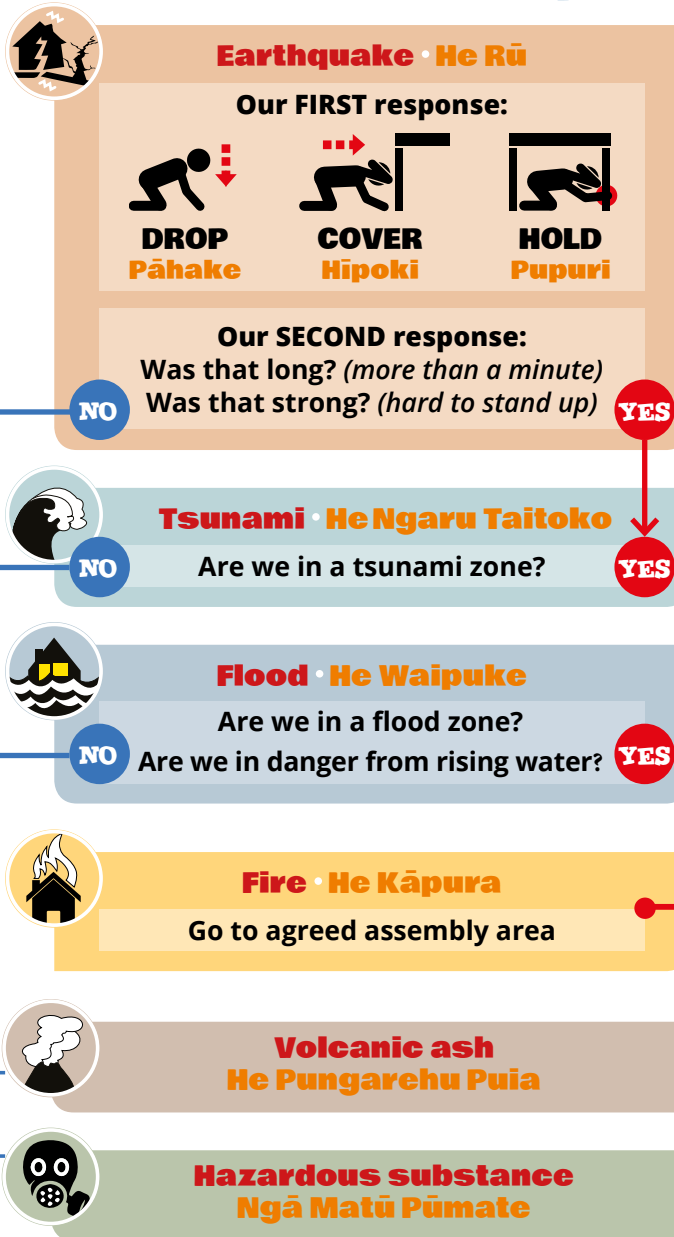 Earthquake · He Rū
Our FIRST response:
DROP COVER HOLD
Pāhake Hīpoki Pupuri
Our SECOND response:
Was that long? (more than a minute)
NO Was that strong? (hard to stand up) YES
Tsunami · He Ngaru Taitoko
NO Are we in a tsunami zone? YES
Flood · He Waipuke
Are we in a flood zone?
NO Are we in danger from rising water? YES
Fire · He Kāpura
Go to agreed assembly area
Volcanic ash
He Pungarehu Puia
Hazardous substance
Ngā Matū Pūmate